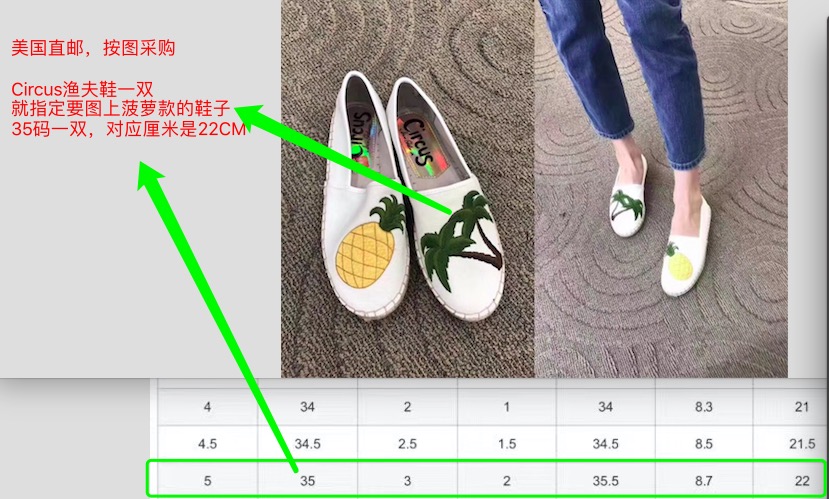 美国直邮，按图采购
Circus渔夫鞋一双
就指定要图上菠萝款的鞋子
35码一双，对应厘米是22CM
Circus
Circus
4 34 2 1 34 8.3 21
4.5 34.5 2.5 1.5 34.5 8.5 21.5
5 35 3 2 35.5 8.7 22